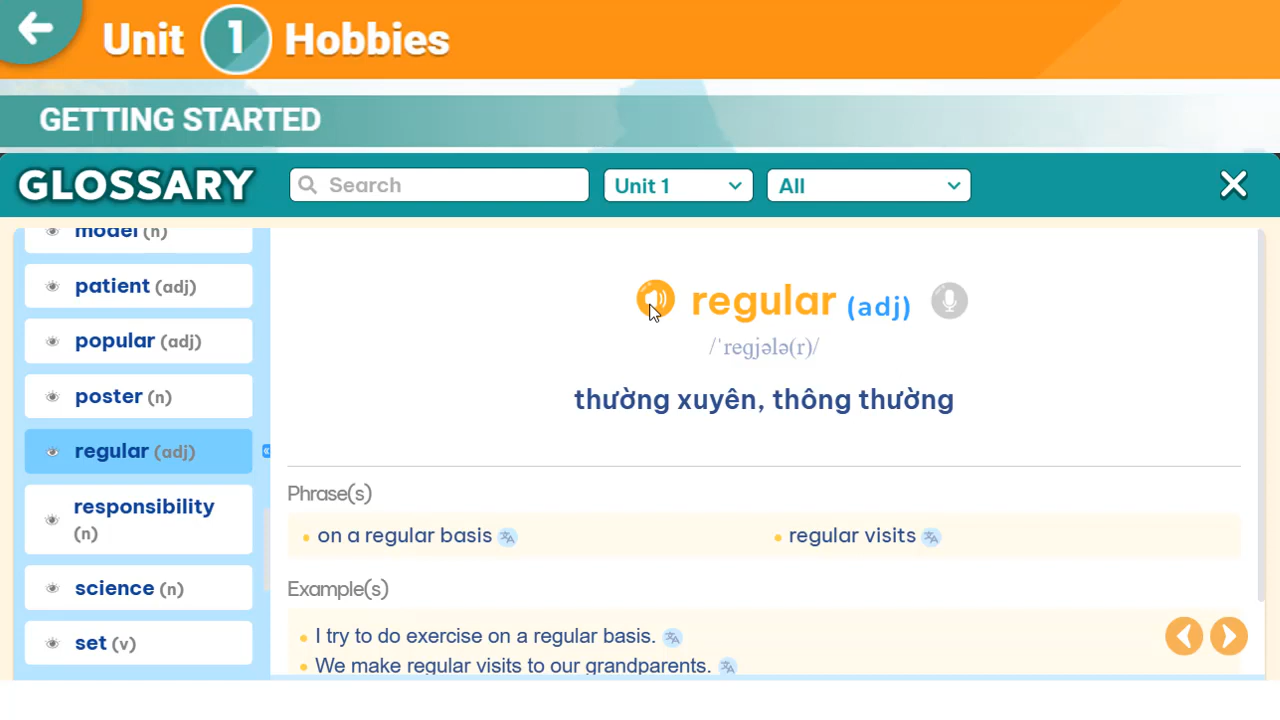 Unit 1 Hobbies
GETTING STARTED
GLOSSARY
Search
Unit 1
All
model (n)
patient (adj)
popular (adj)
poster (n)
regular (adj)
responsibility
(n)
science (n)
set (v)
regular (adj)
/ˈreɡjələ(r)/
thường xuyên, thông thường
Phrase(s)
• on a regular basis
• regular visits
Example(s)
• I try to do exercise on a regular basis.
• We make regular visits to our grandparents.